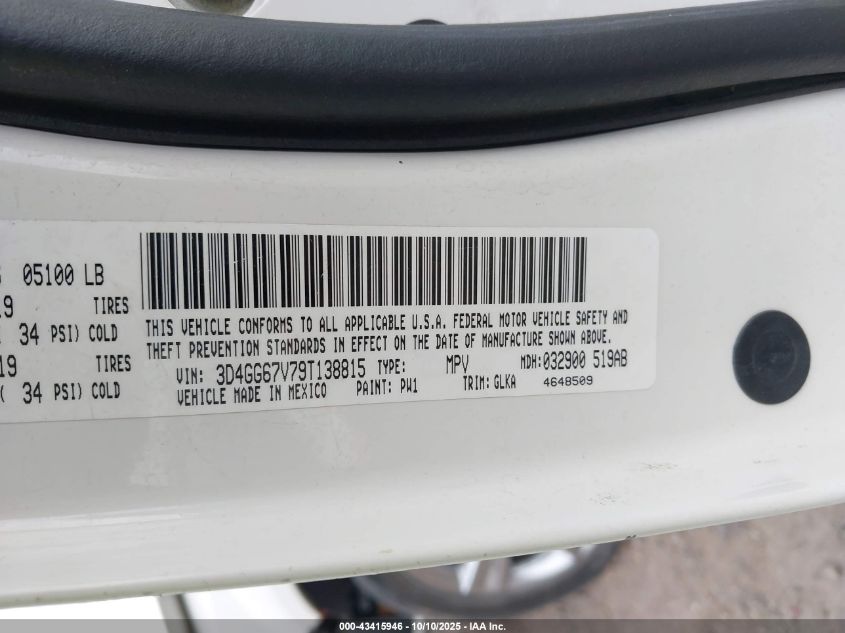 05100 LB
19 TIRES
34 PSI) COLD
19 TIRES
( 34 PSI) COLD
THIS VEHICLE CONFORMS TO ALL APPLICABLE U.S.A. FEDERAL MOTOR VEHICLE SAFETY AND
THEFT PREVENTION STANDARDS IN EFFECT ON THE DATE OF MANUFACTURE SHOWN ABOVE.
VIN: 3D4GG67V79T138815 TYPE: MPV MDH:032900 519AB
VEHICLE MADE IN MEXICO PAINT: PW1 TRIM:GLKA 4648509
000-43415946 - 10/10/2025 - IAA Inc.